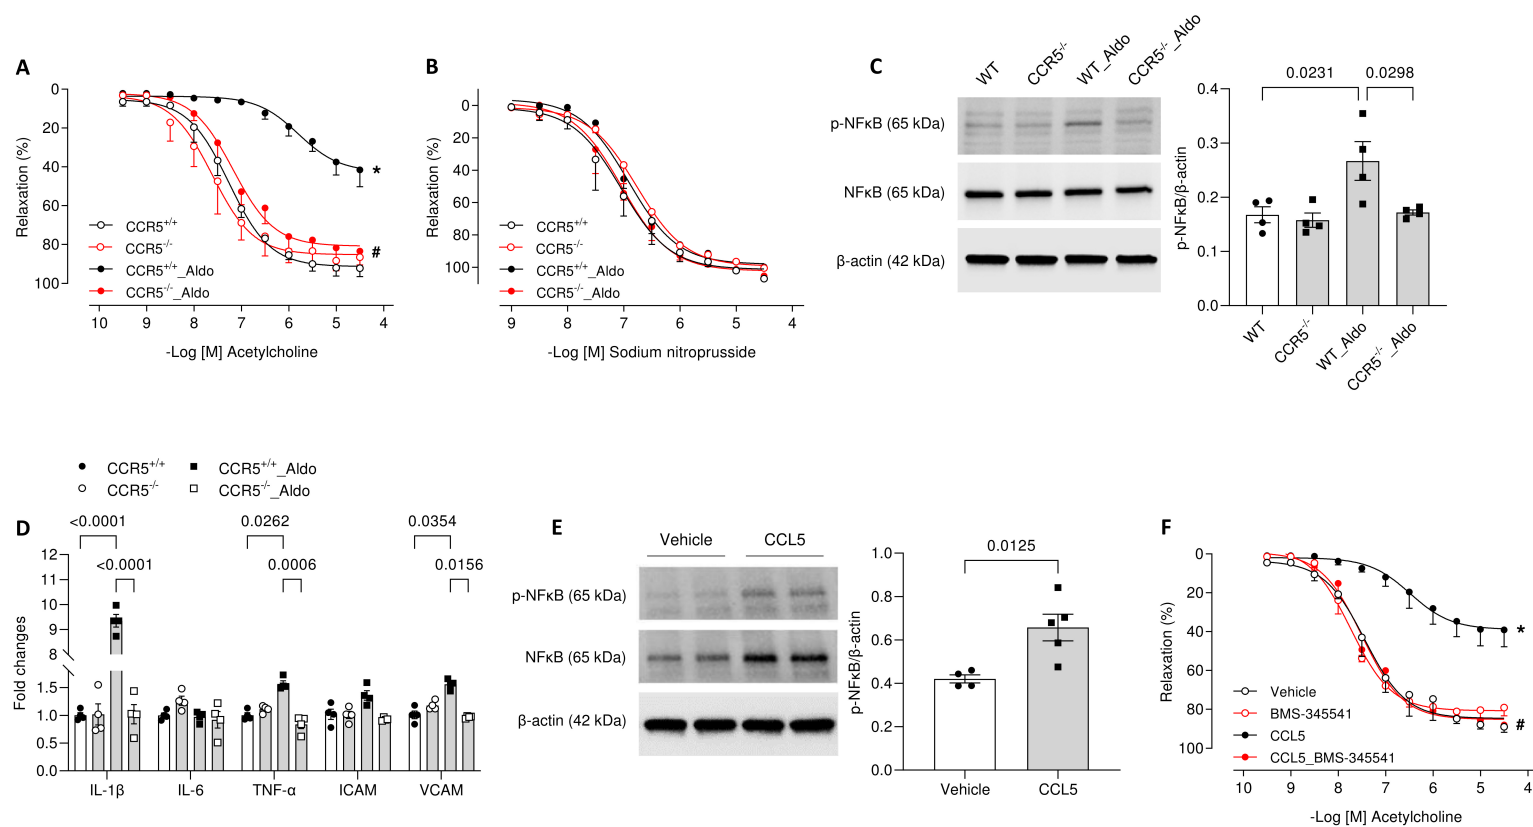 A
0
20
40
60
80
100
Relaxation (%)
CCR5+/+
CCR5-/-
CCR5+/+_Aldo
CCR5-/-_Aldo
*
#
10 9 8 7 6 5 4
-Log [M] Acetylcholine
B
0
20
40
60
80
100
Relaxation (%)
CCR5+/+
CCR5-/-
CCR5+/+_Aldo
CCR5-/-_Aldo
9 8 7 6 5 4
-Log [M] Sodium nitroprusside
C
WT CCR5-/- WT_Aldo CCR5-/-_Aldo
p-NFκB (65 kDa)
NFκB (65 kDa)
β-actin (42 kDa)
0.0231 0.0298
0.4
0.3
0.2
0.1
0.0
p-NFκB/β-actin
WT CCR5-/- WT_Aldo CCR5-/-_Aldo
D
CCR5+/+ CCR5+/+_Aldo
CCR5-/- CCR5-/-_Aldo
<0.0001 0.0262 0.0354
<0.0001 0.0006 0.0156
12
11
10
9
8
1.5
1.0
0.5
0.0
Fold changes
IL-1β IL-6 TNF-α ICAM VCAM
E
Vehicle CCL5
p-NFκB (65 kDa)
NFκB (65 kDa)
β-actin (42 kDa)
0.0125
1.0
0.8
0.6
0.4
0.2
0.0
p-NFκB/β-actin
Vehicle CCL5
F
0
20
40
60
80
100
Relaxation (%)
Vehicle
BMS-345541
CCL5
CCL5_BMS-345541
*
#
10 9 8 7 6 5 4
-Log [M] Acetylcholine